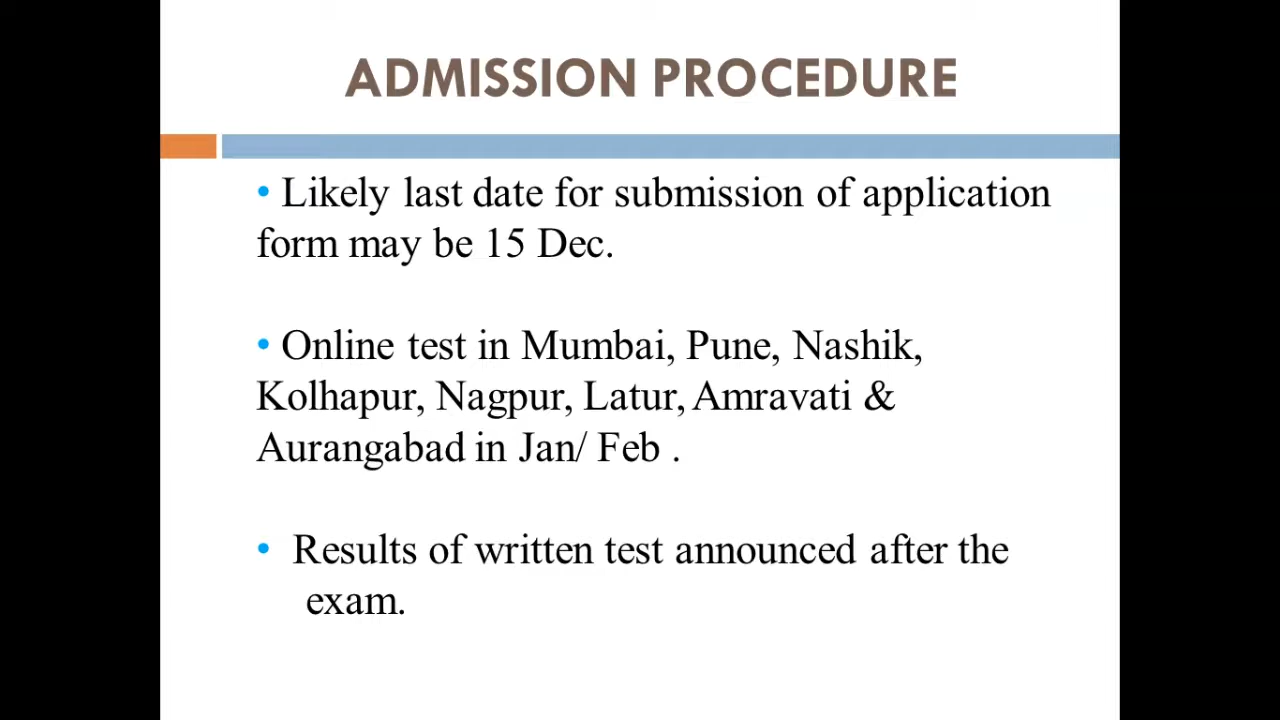 ADMISSION PROCEDURE
• Likely last date for submission of application
form may be 15 Dec.
• Online test in Mumbai, Pune, Nashik,
Kolhapur, Nagpur, Latur, Amravati &
Aurangabad in Jan/ Feb .
• Results of written test announced after the
exam.